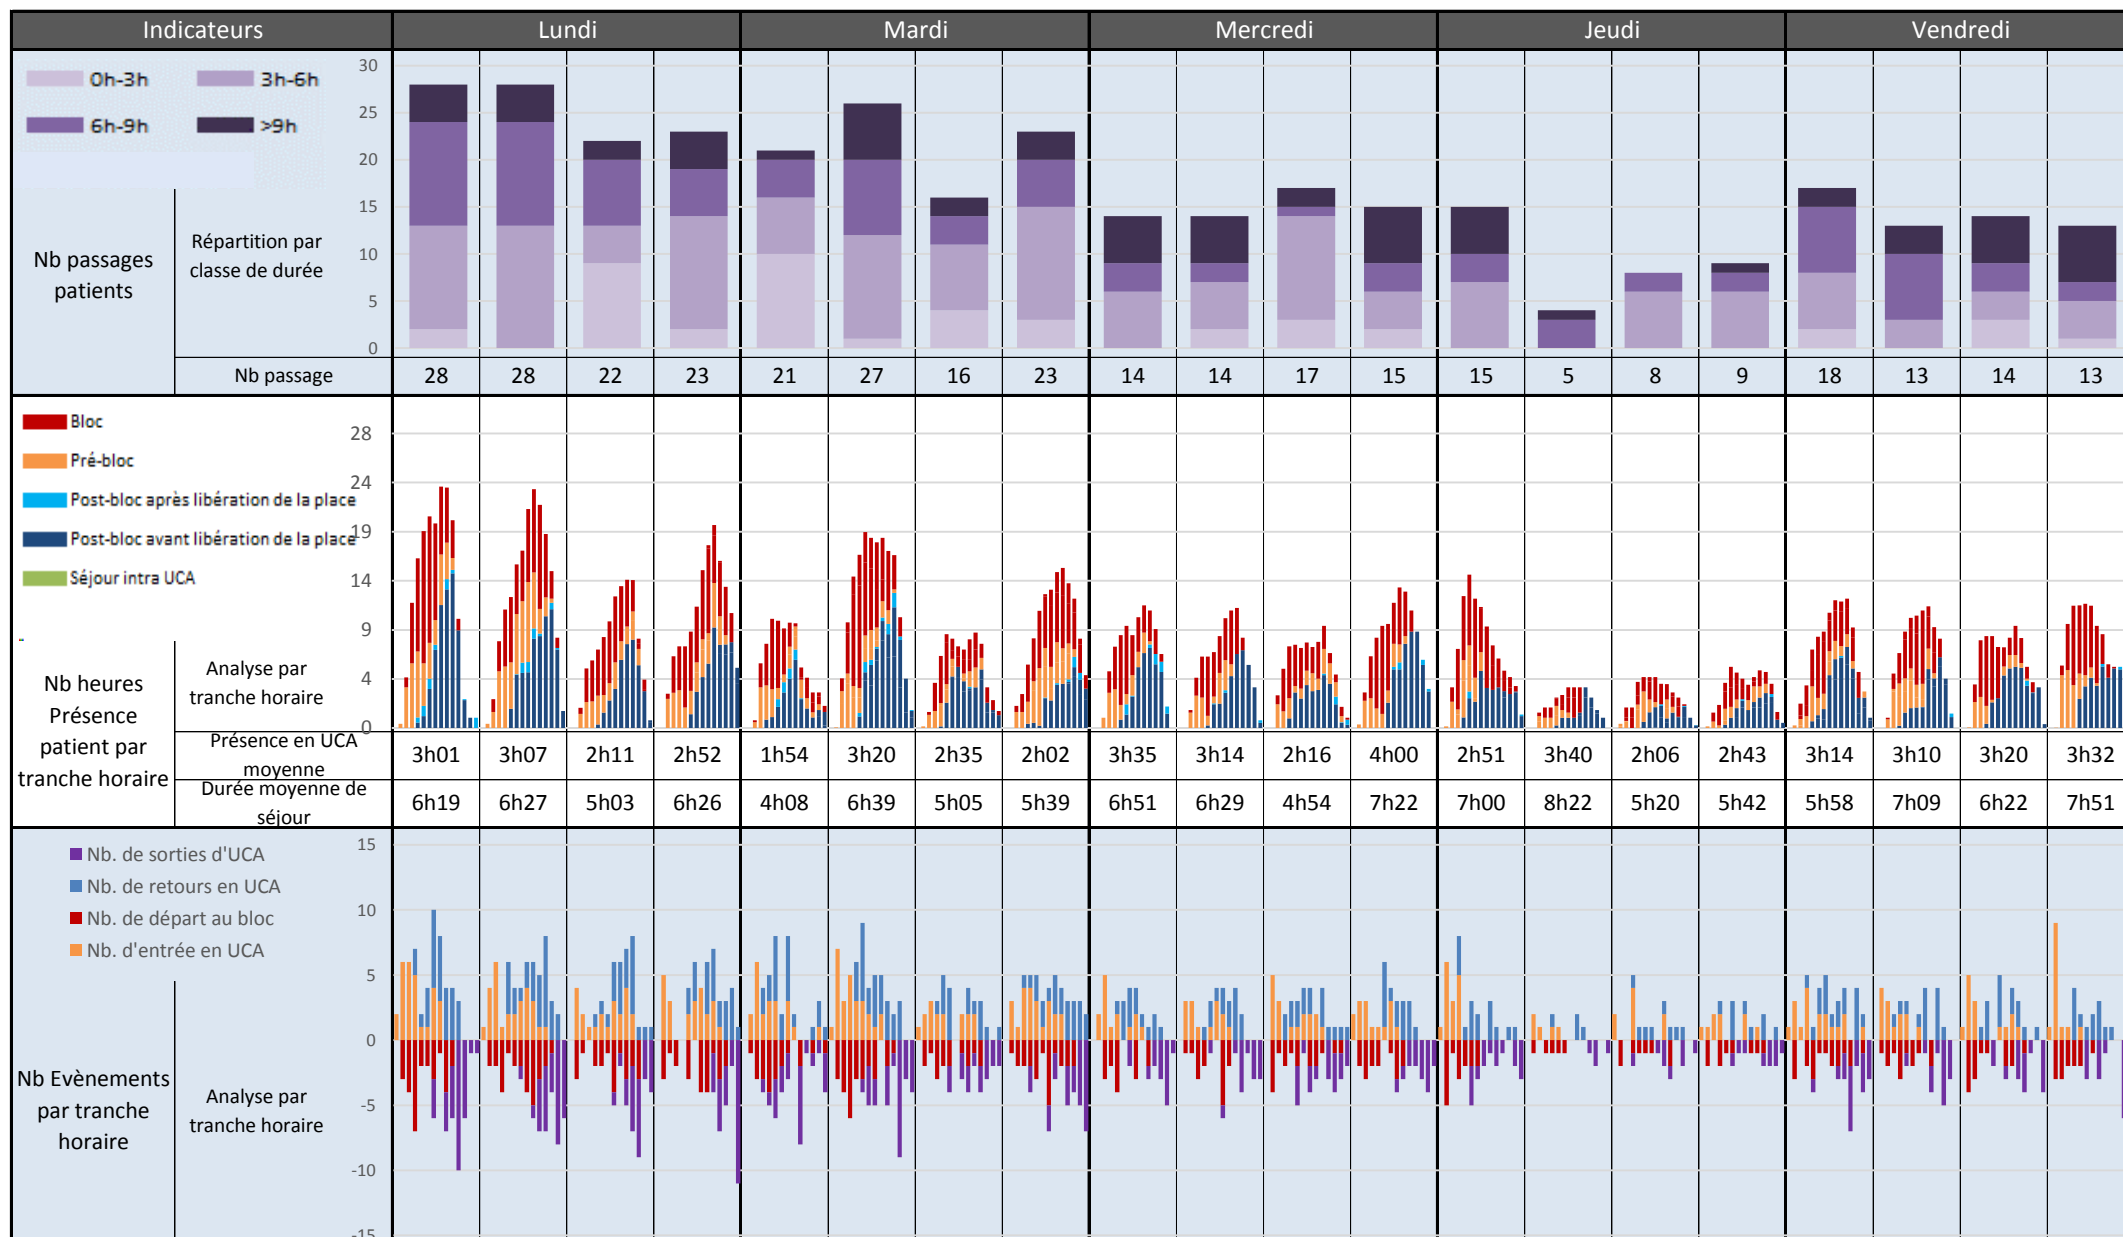 Indicateurs Lundi Mardi Mercredi Jeudi Vendredi
0h-3h 3h-6h
6h-9h >9h
30
25
20
15
10
5
0
Nb passages
patients
Répartition par
classe de durée
Nb passage 28 28 22 23 21 27 16 23 14 14 17 15 15 5 8 9 18 13 14 13
Bloc
Pré-bloc
Post-bloc après libération de la place
Post-bloc avant libération de la place
Séjour intra UCA
28
24
19
14
9
4
0
Nb heures
Présence
patient par
tranche horaire
Analyse par
tranche horaire
Présence en UCA
moyenne
3h01 3h07 2h11 2h52 1h54 3h20 2h35 2h02 3h35 3h14 2h16 4h00 2h51 3h40 2h06 2h43 3h14 3h10 3h20 3h32
Durée moyenne de
séjour
6h19 6h27 5h03 6h26 4h08 6h39 5h05 5h39 6h51 6h29 4h54 7h22 7h00 8h22 5h20 5h42 5h58 7h09 6h22 7h51
Nb. de sorties d'UCA
Nb. de retours en UCA
Nb. de départ au bloc
Nb. d'entrée en UCA
15
10
5
0
-5
-10
-15
Nb Evènements
par tranche
horaire
Analyse par
tranche horaire